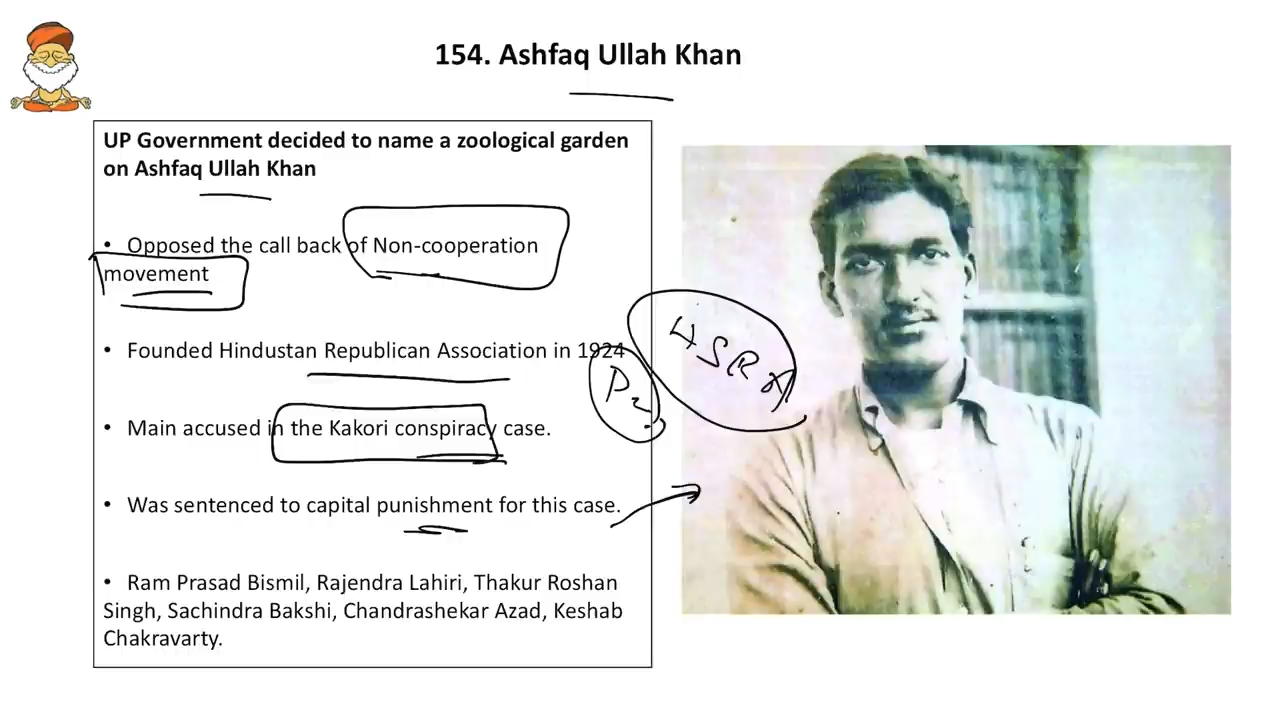 154. Ashfaq Ullah Khan
UP Government decided to name a zoological garden
on Ashfaq Ullah Khan
• Opposed the call back of Non-cooperation
movement
• Founded Hindustan Republican Association in 1924
• Main accused in the Kakori conspiracy case.
• Was sentenced to capital punishment for this case.
• Ram Prasad Bismil, Rajendra Lahiri, Thakur Roshan
Singh, Sachindra Bakshi, Chandrashekar Azad, Keshab
Chakravarty.
HSRA